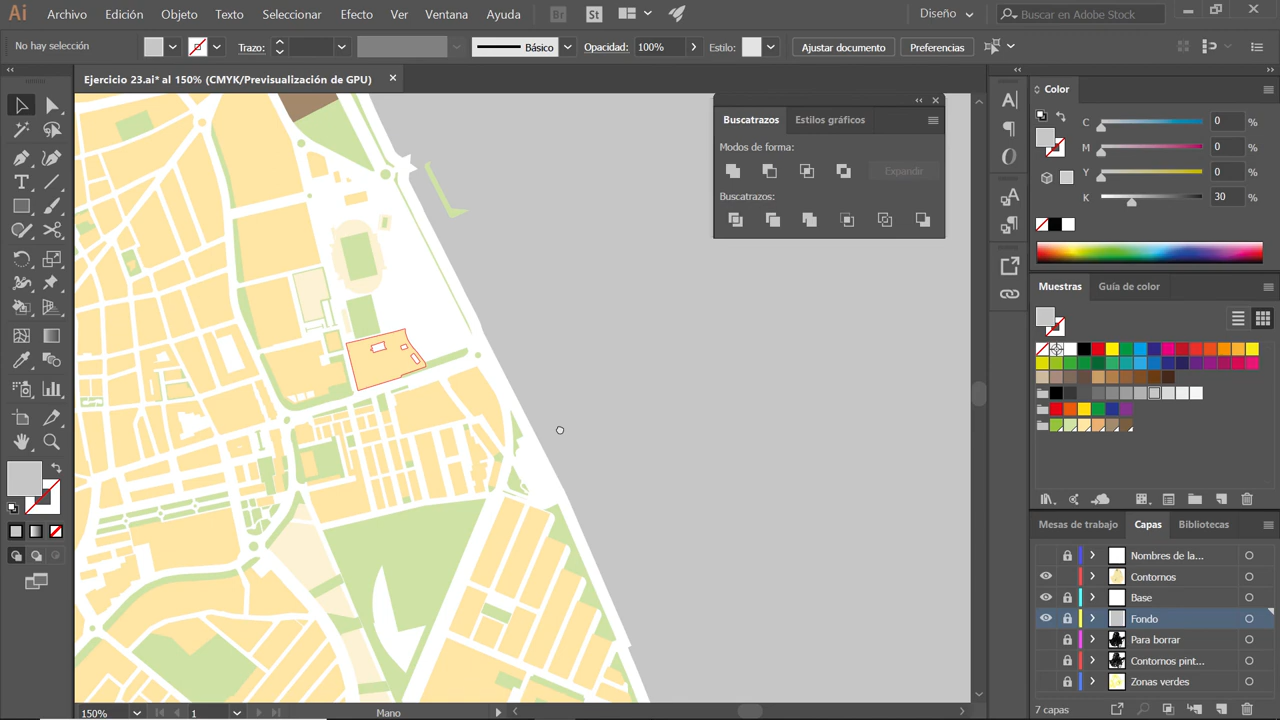 Ai Archivo Edición Objeto Texto Seleccionar Efecto Ver Ventana Ayuda Br St Diseño Buscar en Adobe Stock
No hay selección Trazo: Básico Opacidad: 100% Estilo: Ajustar documento Preferencias
Ejercicio 23.ai* al 150% (CMYK/Previsualización de GPU)
Buscatrazos Estilos gráficos
Modos de forma:
Expandir
Buscatrazos:
Color
C 0 %
M 0 %
Y 0 %
K 30 %
Muestras Guía de color
Mesas de trabajo Capas Bibliotecas
Nombres de la...
Contornos
Base
Fondo
Para borrar
Contornos pint...
Zonas verdes
7 capas
150% 1 Mano